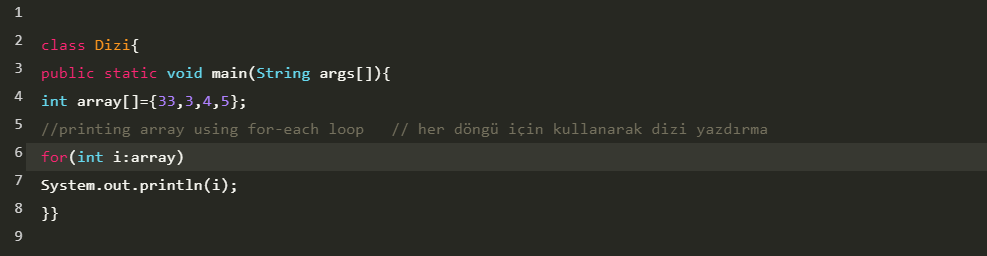 1
2 class Dizi{
3 public static void main(String args[]){
4 int array[]={33,3,4,5};
5 //printing array using for-each loop   // her döngü için kullanarak dizi yazdırma
6 for(int i:array)
7 System.out.println(i);
8 }}
9